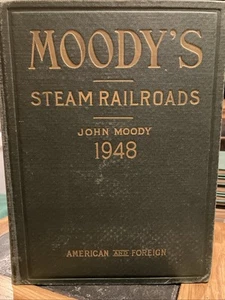 MOODY'S
STEAM RAILROADS
JOHN MOODY
1948
AMERICAN AND FOREIGN